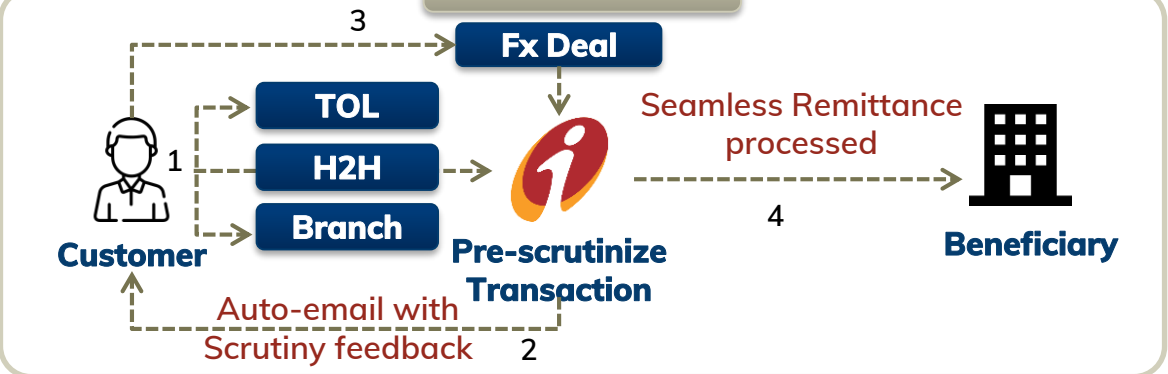 3
Fx Deal
TOL
Seamless Remittance
processed
1
H2H
4
Branch
Customer
Pre-scrutinize
Transaction
Beneficiary
Auto-email with
Scrutiny feedback
2